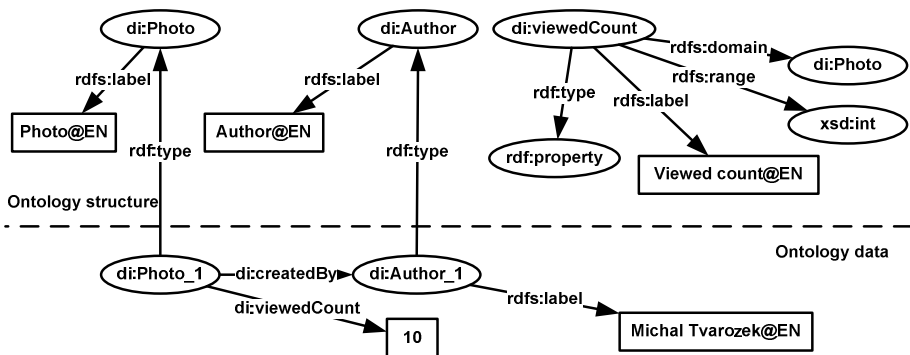 di:Photo
di:Author
di:viewedCount
rdfs:domain
di:Photo
rdfs:label
rdfs:label
rdfs:range
rdf:type
rdfs:label
Photo@EN
Author@EN
xsd:int
rdf:type
rdf:type
rdf:property
Viewed count@EN
Ontology structure
Ontology data
di:Photo_1
di:createdBy
di:Author_1
di:viewedCount
rdfs:label
10
Michal Tvarozek@EN